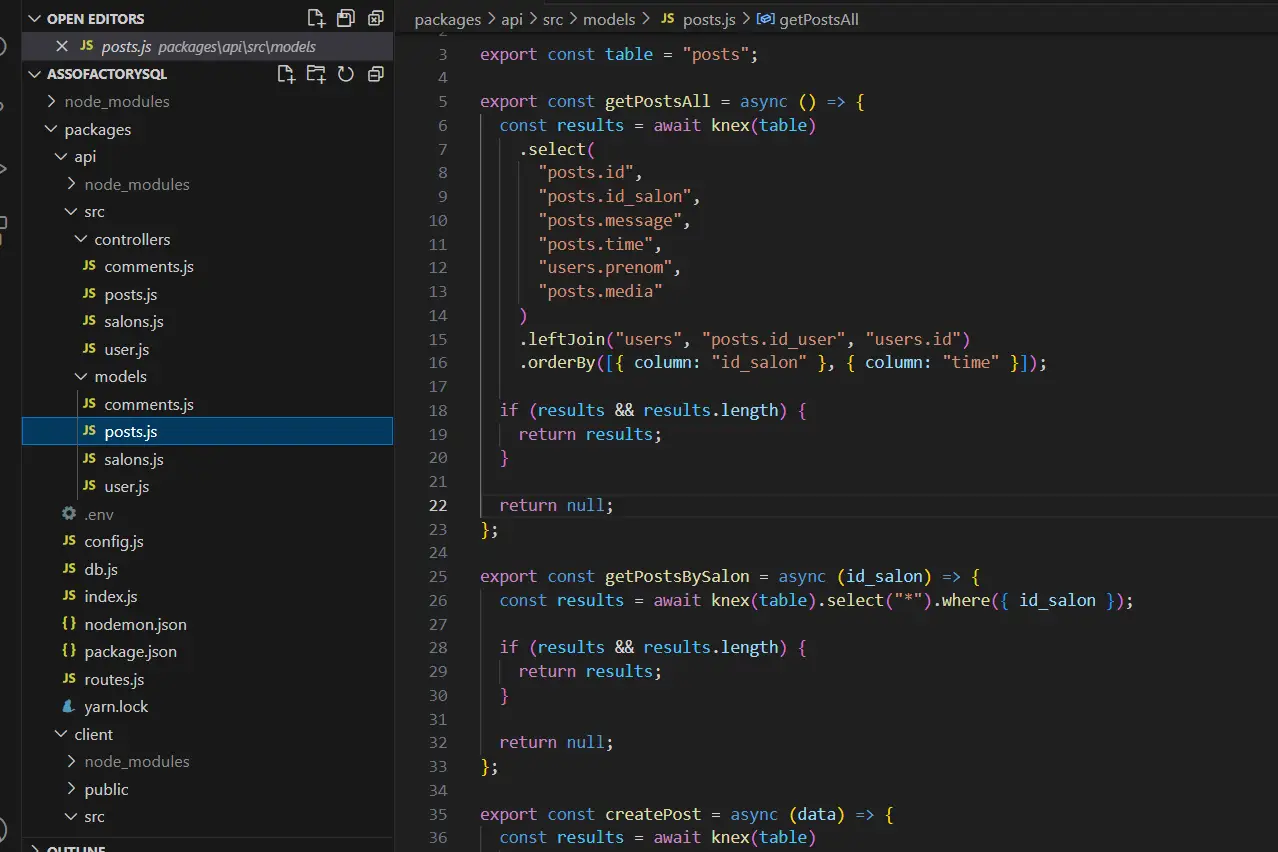 OPEN EDITORS
JS posts.js packages\api\src\models
ASSOFACTORYSQL
node_modules
packages
api
node_modules
src
controllers
JS comments.js
JS posts.js
JS salons.js
JS user.js
models
JS comments.js
JS posts.js
JS salons.js
JS user.js
.env
JS config.js
JS db.js
JS index.js
{} nodemon.json
{} package.json
JS routes.js
yarn.lock
client
node_modules
public
src
OUTLINE
packages > api > src > models > JS posts.js > getPostsAll
2
3 export const table = "posts";
4
5 export const getPostsAll = async () => {
6 const results = await knex(table)
7 .select(
8 "posts.id",
9 "posts.id_salon",
10 "posts.message",
11 "posts.time",
12 "users.prenom",
13 "posts.media"
14 )
15 .leftJoin("users", "posts.id_user", "users.id")
16 .orderBy([{ column: "id_salon" }, { column: "time" }]);
17
18 if (results && results.length) {
19 return results;
20 }
21
22 return null;
23 };
24
25 export const getPostsBySalon = async (id_salon) => {
26 const results = await knex(table).select("*").where({ id_salon });
27
28 if (results && results.length) {
29 return results;
30 }
31
32 return null;
33 };
34
35 export const createPost = async (data) => {
36 const results = await knex(table)